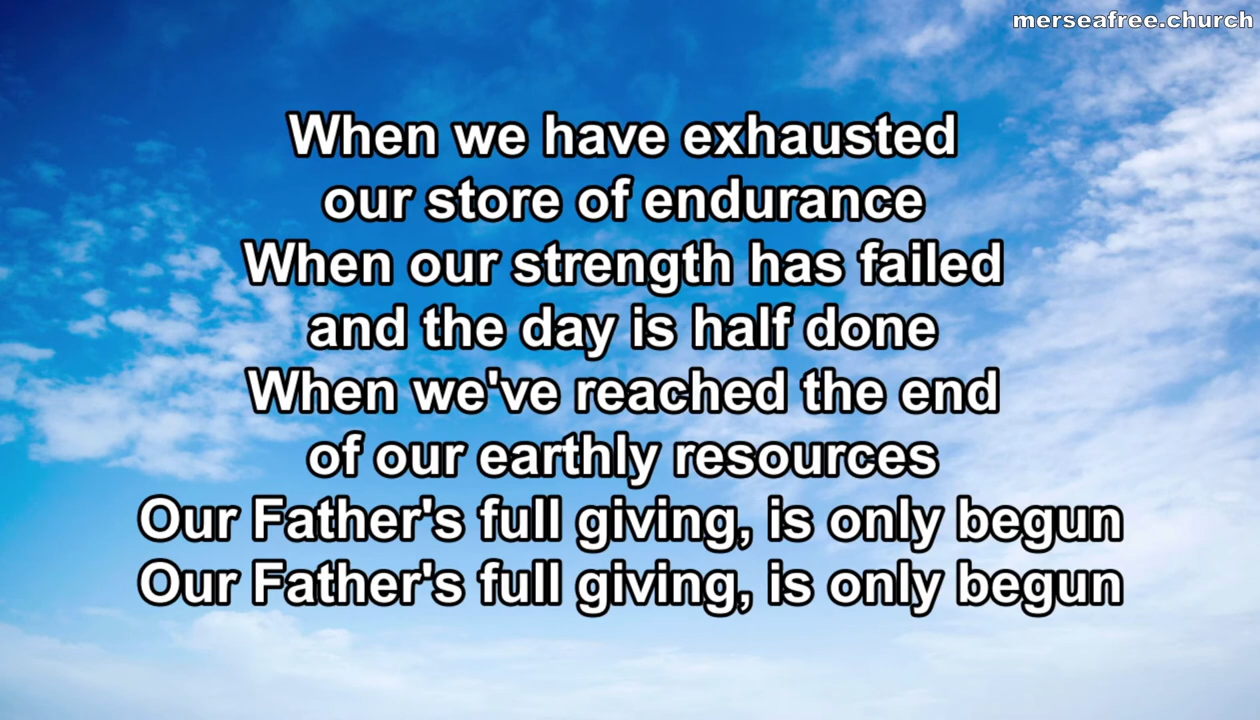 merseafree.church
When we have exhausted
our store of endurance
When our strength has failed
and the day is half done
When we've reached the end
of our earthly resources
Our Father's full giving, is only begun
Our Father's full giving, is only begun